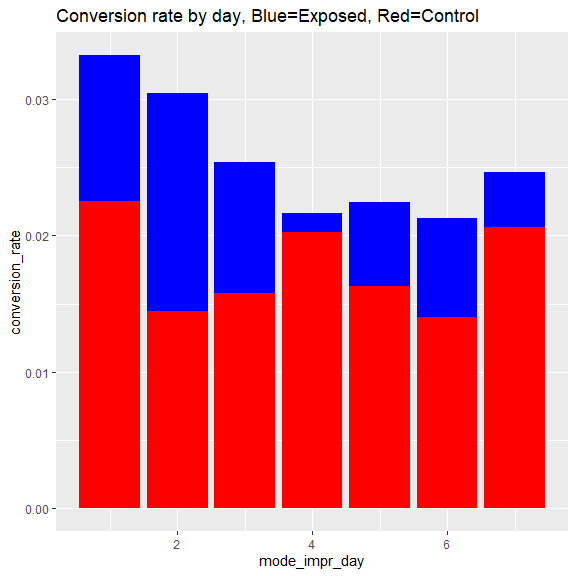 Conversion rate by day, Blue=Exposed, Red=Control
conversion_rate
0.03
0.02
0.01
0.00
2
4
6
mode_impr_day